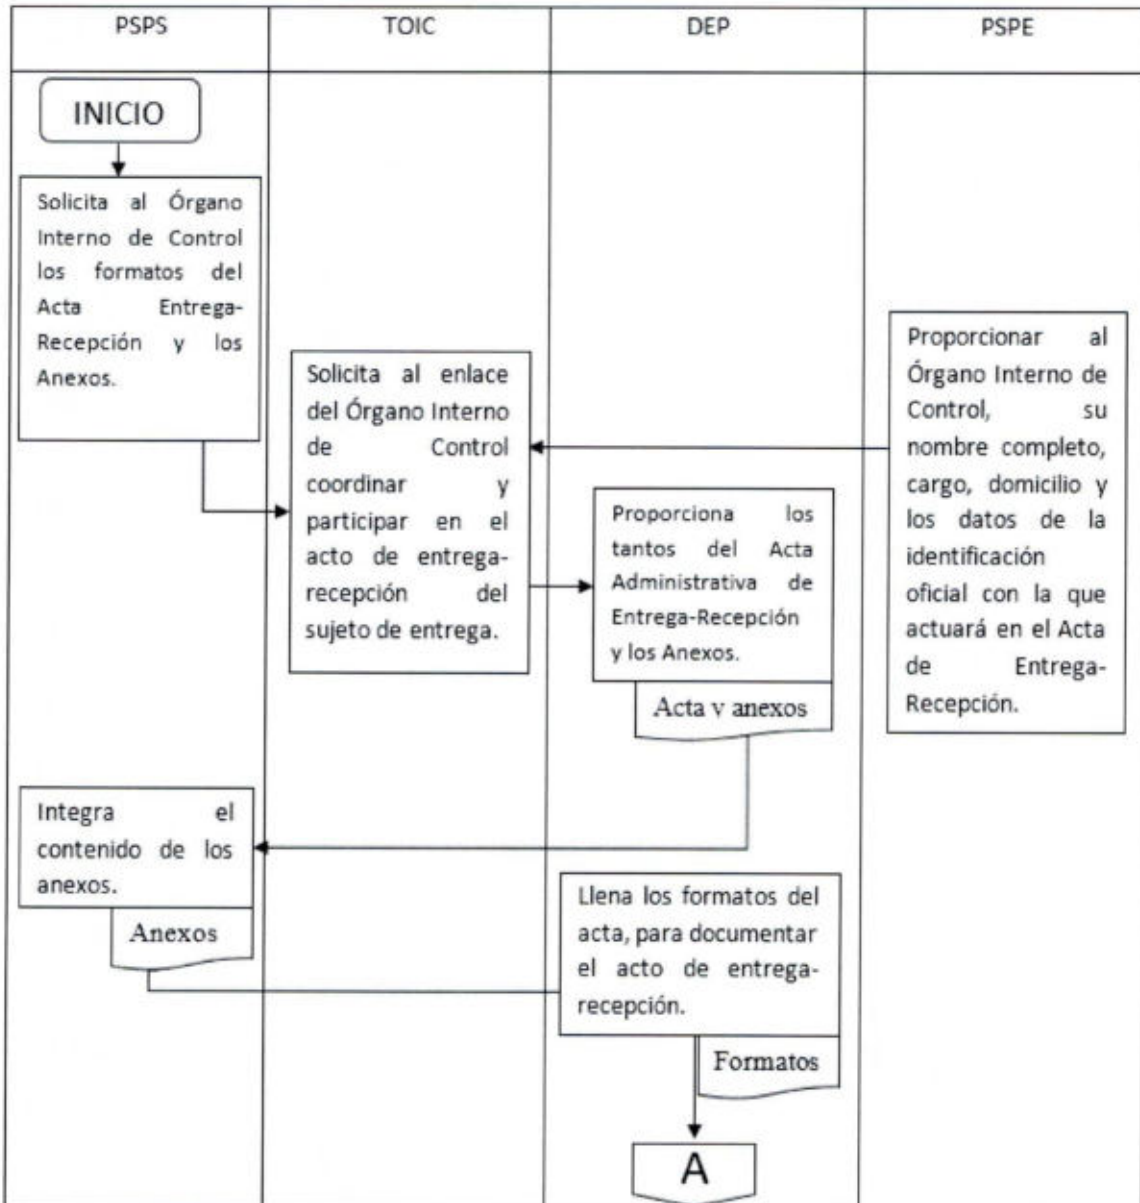 PSPS
TOIC
DEP
PSPE
INICIO
Solicita al Órgano
Interno de Control
los formatos del
Acta Entrega-
Recepción y los
Anexos.
Solicita al enlace
del Órgano Interno
de Control
coordinar y
participar en el
acto de entrega-
recepción del
sujeto de entrega.
Proporciona los
tantos del Acta
Administrativa de
Entrega-Recepción
y los Anexos.
Acta y anexos
Proporcionar al
Órgano Interno de
Control, su
nombre completo,
cargo, domicilio y
los datos de la
identificación
oficial con la que
actuará en el Acta
de Entrega-
Recepción.
Integra el
contenido de los
anexos.
Anexos
Llena los formatos del
acta, para documentar
el acto de entrega-
recepción.
Formatos
A